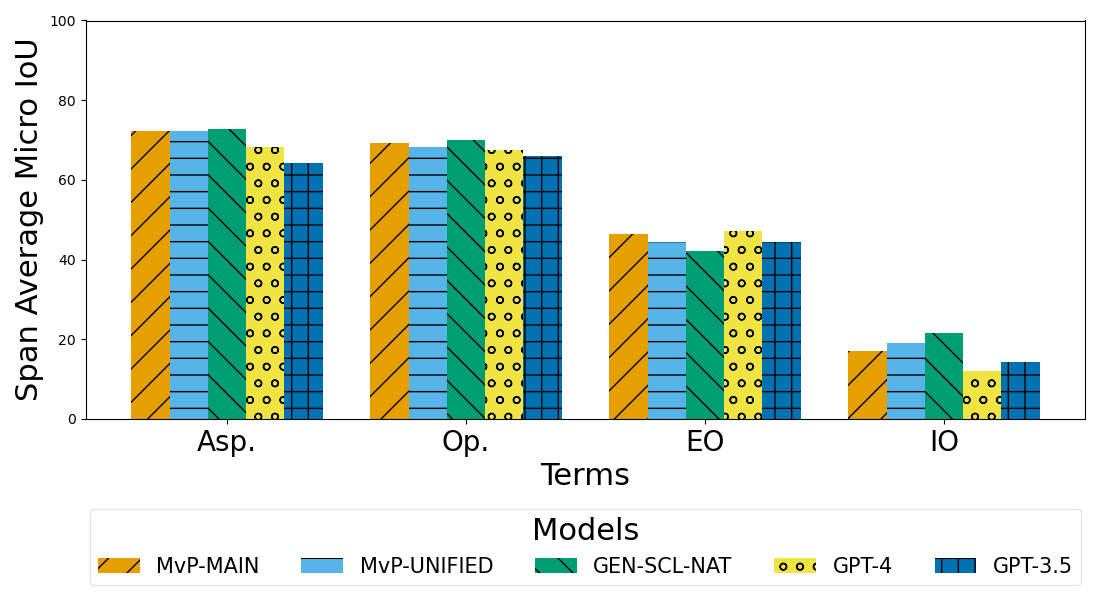 Span Average Micro IoU
100
80
60
40
20
0
Asp. Op. EO IO
Terms
Models
MvP-MAIN MvP-UNIFIED GEN-SCL-NAT GPT-4 GPT-3.5